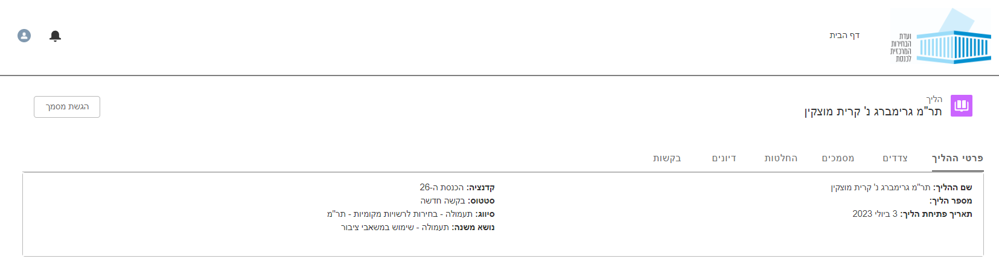 ועדת
הבחירות
המרכזית
לכנסת
דף הבית
הליך
תר"מ גרימברג נ' קרית מוצקין
הגשת מסמך
פרטי ההליך
צדדים
מסמכים
החלטות
דיונים
בקשות
שם ההליך: תר"מ גרימברג נ' קרית מוצקין
מספר הליך:
תאריך פתיחת הליך: 3 ביולי 2023
קדנציה: הכנסת ה-26
סטטוס: בקשה חדשה
סיווג: תעמולה - בחירות לרשויות מקומיות - תר"מ
נושא משנה: תעמולה - שימוש במשאבי ציבור